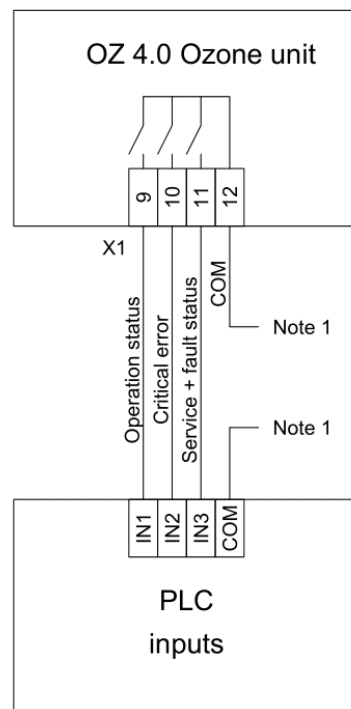 OZ 4.0 Ozone unit
9 10 11 12
X1
Operation status
Critical error
Service + fault status
COM
Note 1
Note 1
IN1 IN2 IN3 COM
PLC
inputs